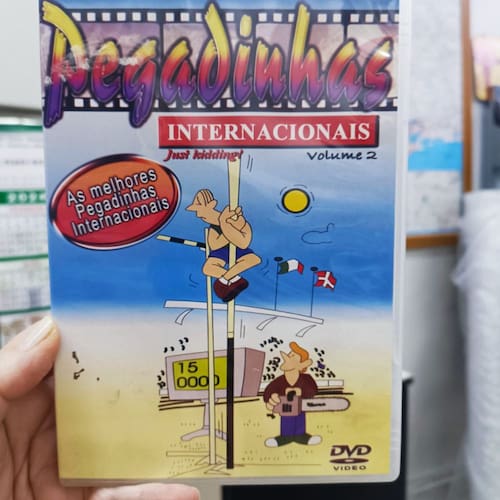 Pegadinhas
INTERNACIONAIS
Just kidding!
Volume 2
As melhores
Pegadinhas
Internacionais
15
0000
DVD
VIDEO